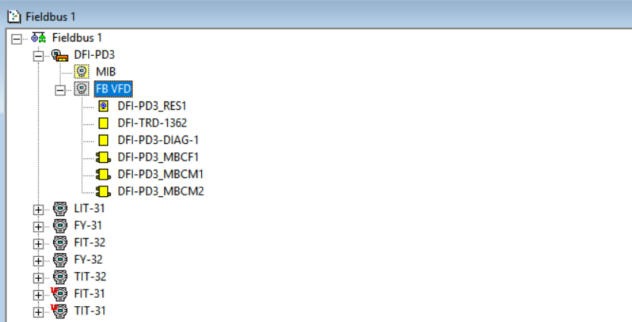 Fieldbus 1
Fieldbus 1
DFI-PD3
MIB
FB VFD
DFI-PD3_RES1
DFI-TRD-1362
DFI-PD3-DIAG-1
DFI-PD3_MBCF1
DFI-PD3_MBCM1
DFI-PD3_MBCM2
LIT-31
FY-31
FIT-32
FY-32
TIT-32
FIT-31
TIT-31